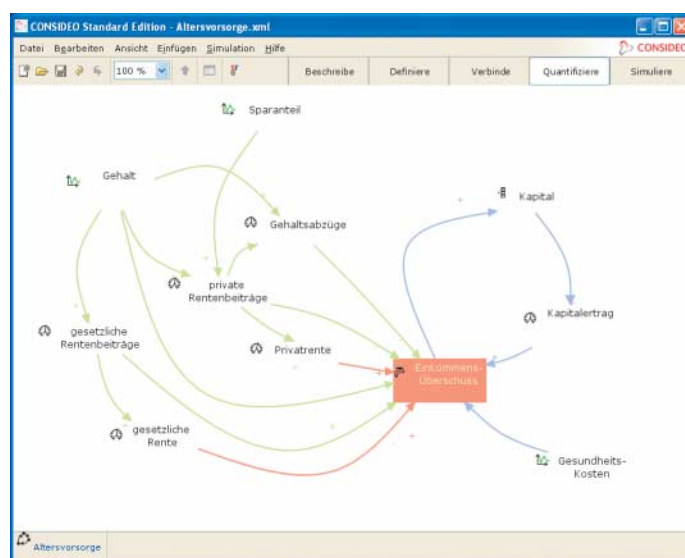 CONSIDEO Standard Edition - Altersvorsorge.xml
Datei Bearbeiten Ansicht Einfügen Simulation Hilfe
CONSIDEO
100 %
Beschreibe Definiere Verbinde Quantifiziere Simuliere
Sparanteil
Gehalt
Kapital
Gehaltsabzüge
private
Rentenbeiträge
Kapitalertrag
gesetzliche
Rentenbeiträge
Privatrente
Einkommens-
Überschuss
gesetzliche
Rente
Gesundheits-
Kosten
Altersvorsorge